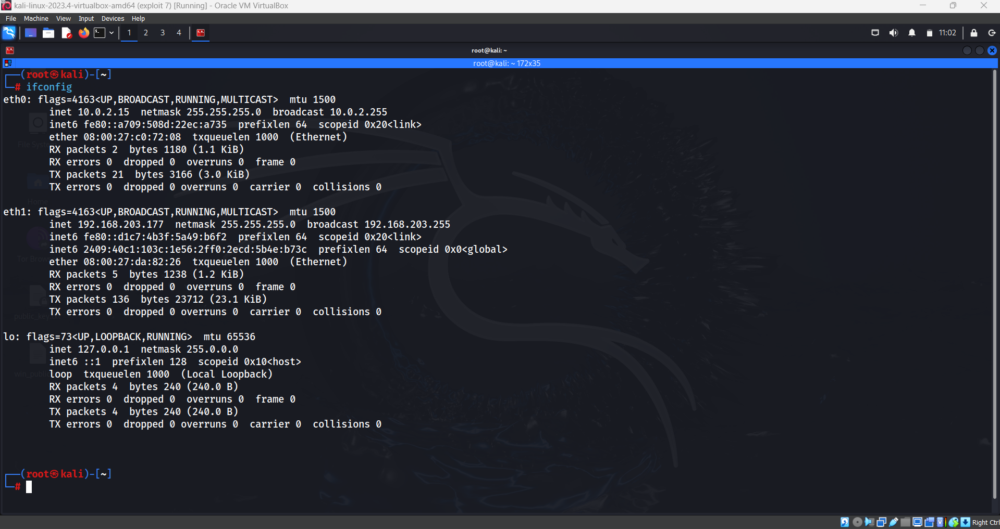 kali-linux-2023.4-virtualbox-amd64 (exploit 7) [Running] - Oracle VM VirtualBox
File Machine View Input Devices Help
1 2 3 4 11:02
root@kali: ~
root@kali: ~ 172x35
(root㉿kali)-[~]
# ifconfig
eth0: flags=4163<UP,BROADCAST,RUNNING,MULTICAST> mtu 1500
inet 10.0.2.15 netmask 255.255.255.0 broadcast 10.0.2.255
inet6 fe80::a709:508d:22ec:a735 prefixlen 64 scopeid 0x20<link>
ether 08:00:27:c0:72:08 txqueuelen 1000 (Ethernet)
File System
RX packets 2 bytes 1180 (1.1 KiB)
RX errors 0 dropped 0 overruns 0 frame 0
TX packets 21 bytes 3166 (3.0 KiB)
TX errors 0 dropped 0 overruns 0 carrier 0 collisions 0
Home
eth1: flags=4163<UP,BROADCAST,RUNNING,MULTICAST> mtu 1500
inet 192.168.203.177 netmask 255.255.255.0 broadcast 192.168.203.255
inet6 fe80::d1c7:4b3f:5a49:b6f2 prefixlen 64 scopeid 0x20<link>
inet6 2409:40c1:103c:1e56:2ff0:2ecd:5b4e:b73c prefixlen 64 scopeid 0x0<global>
Tor Brow
ether 08:00:27:da:82:26 txqueuelen 1000 (Ethernet)
RX packets 5 bytes 1238 (1.2 KiB)
RX errors 0 dropped 0 overruns 0 frame 0
TX packets 136 bytes 23712 (23.1 KiB)
TX errors 0 dropped 0 overruns 0 carrier 0 collisions 0
public_key
lo: flags=73<UP,LOOPBACK,RUNNING> mtu 65536
inet 127.0.0.1 netmask 255.0.0.0
inet6 ::1 prefixlen 128 scopeid 0x10<host>
loop txqueuelen 1000 (Local Loopback)
win_public
RX packets 4 bytes 240 (240.0 B)
RX errors 0 dropped 0 overruns 0 frame 0
TX packets 4 bytes 240 (240.0 B)
TX errors 0 dropped 0 overruns 0 carrier 0 collisions 0
(root㉿kali)-[~]
#
Right Ctrl